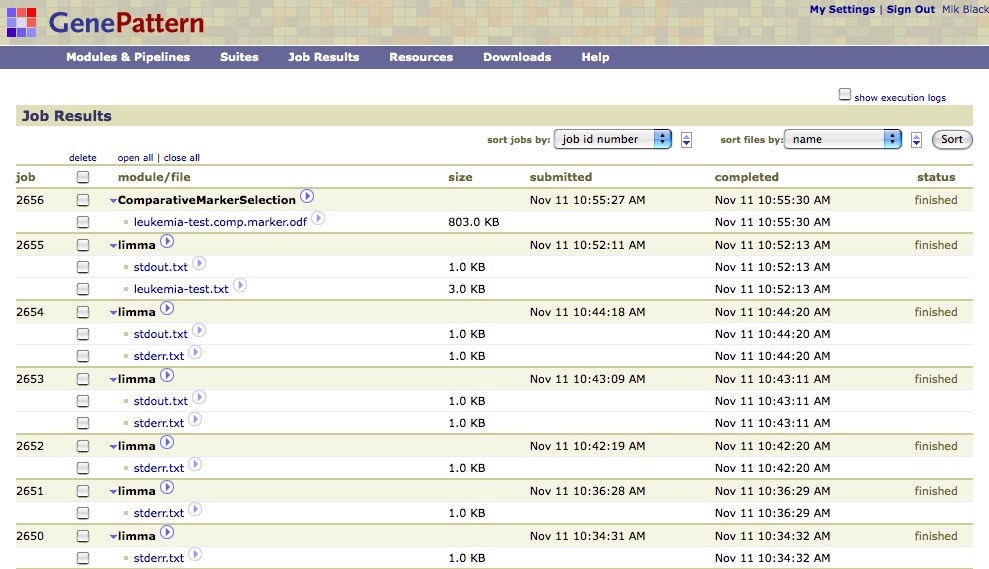 My Settings | Sign Out Mik Black
GenePattern
Modules & Pipelines Suites Job Results Resources Downloads Help
show execution logs
Job Results
sort jobs by: job id number sort files by: name Sort
delete open all | close all
job module/file size submitted completed status
2656 ComparativeMarkerSelection Nov 11 10:55:27 AM Nov 11 10:55:30 AM finished
leukemia-test.comp.marker.odf 803.0 KB Nov 11 10:55:30 AM
2655 limma Nov 11 10:52:11 AM Nov 11 10:52:13 AM finished
stdout.txt 1.0 KB Nov 11 10:52:13 AM
leukemia-test.txt 3.0 KB Nov 11 10:52:13 AM
2654 limma Nov 11 10:44:18 AM Nov 11 10:44:20 AM finished
stdout.txt 1.0 KB Nov 11 10:44:20 AM
stderr.txt 1.0 KB Nov 11 10:44:20 AM
2653 limma Nov 11 10:43:09 AM Nov 11 10:43:11 AM finished
stdout.txt 1.0 KB Nov 11 10:43:11 AM
stderr.txt 1.0 KB Nov 11 10:43:11 AM
2652 limma Nov 11 10:42:19 AM Nov 11 10:42:20 AM finished
stderr.txt 1.0 KB Nov 11 10:42:20 AM
2651 limma Nov 11 10:36:28 AM Nov 11 10:36:29 AM finished
stderr.txt 1.0 KB Nov 11 10:36:29 AM
2650 limma Nov 11 10:34:31 AM Nov 11 10:34:32 AM finished
stderr.txt 1.0 KB Nov 11 10:34:32 AM